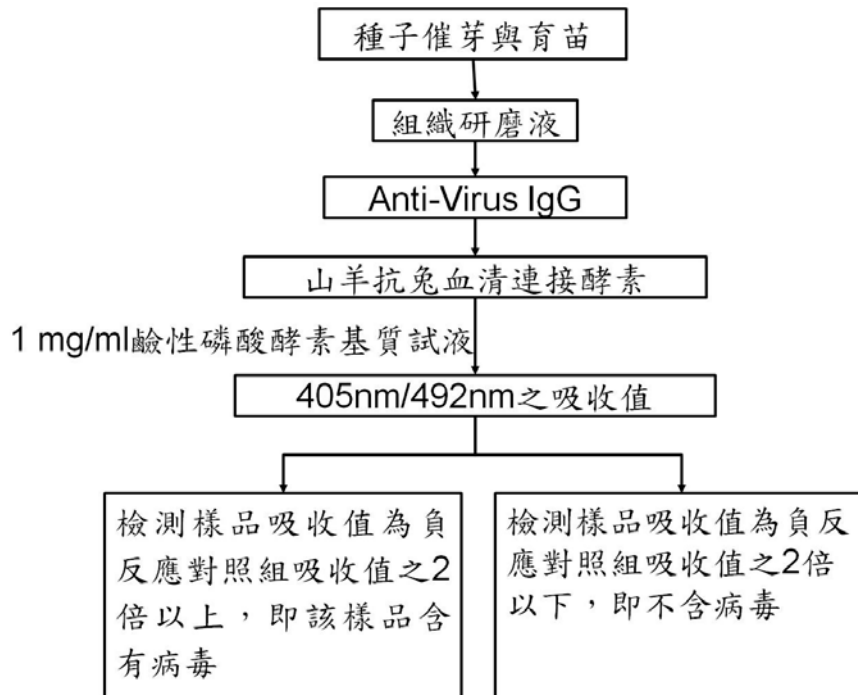 種子催芽與育苗
組織研磨液
Anti-Virus IgG
山羊抗兔血清連接酵素
1 mg/ml鹼性磷酸酵素基質試液
405nm/492nm之吸收值
檢測樣品吸收值為負
反應對照組吸收值之2
倍以上，即該樣品含
有病毒
檢測樣品吸收值為負反
應對照組吸收值之2倍
以下，即不含病毒